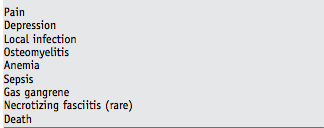 Pain
Depression
Local infection
Osteomyelitis
Anemia
Sepsis
Gas gangrene
Necrotizing fasciitis (rare)
Death